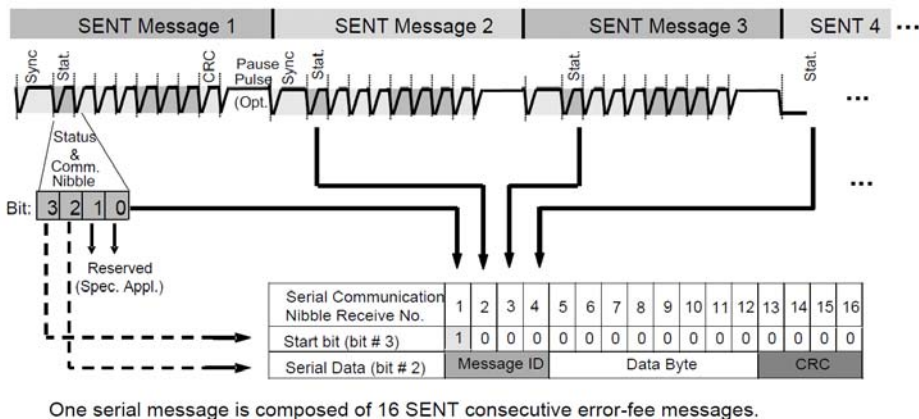 SENT Message 1 SENT Message 2 SENT Message 3 SENT 4 ...
Sync Stat. CRC Pause Pulse (Opt. Sync Stat. Stat. Stat. ...
Status & Comm. Nibble
...
Bit: 3 2 1 0
Reserved (Spec. Appl.)
Serial Communication Nibble Receive No. 1 2 3 4 5 6 7 8 9 10 11 12 13 14 15 16
Start bit (bit # 3) 1 0 0 0 0 0 0 0 0 0 0 0 0 0 0 0
Serial Data (bit # 2) Message ID Data Byte CRC
One serial message is composed of 16 SENT consecutive error-fee messages.